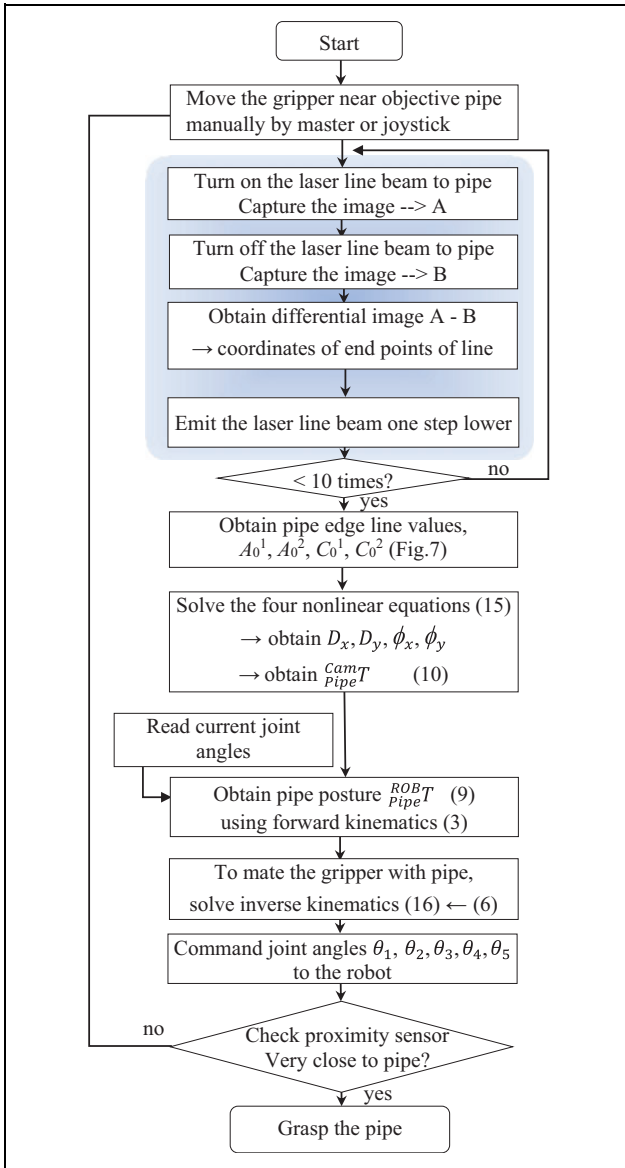 Start
Move the gripper near objective pipe
manually by master or joystick
Turn on the laser line beam to pipe
Capture the image --> A
Turn off the laser line beam to pipe
Capture the image --> B
Obtain differential image A - B
→ coordinates of end points of line
Emit the laser line beam one step lower
< 10 times?
no
yes
Obtain pipe edge line values,
A₀¹, A₀², C₀¹, C₀² (Fig.7)
Solve the four nonlinear equations (15)
→ obtain Dₓ, D_y, ϕₓ, ϕ_y
→ obtain ^{Cam}_{Pipe}T (10)
Read current joint
angles
Obtain pipe posture ^{ROB}_{Pipe}T (9)
using forward kinematics (3)
To mate the gripper with pipe,
solve inverse kinematics (16) ← (6)
Command joint angles θ₁, θ₂, θ₃, θ₄, θ₅
to the robot
no
Check proximity sensor
Very close to pipe?
yes
Grasp the pipe